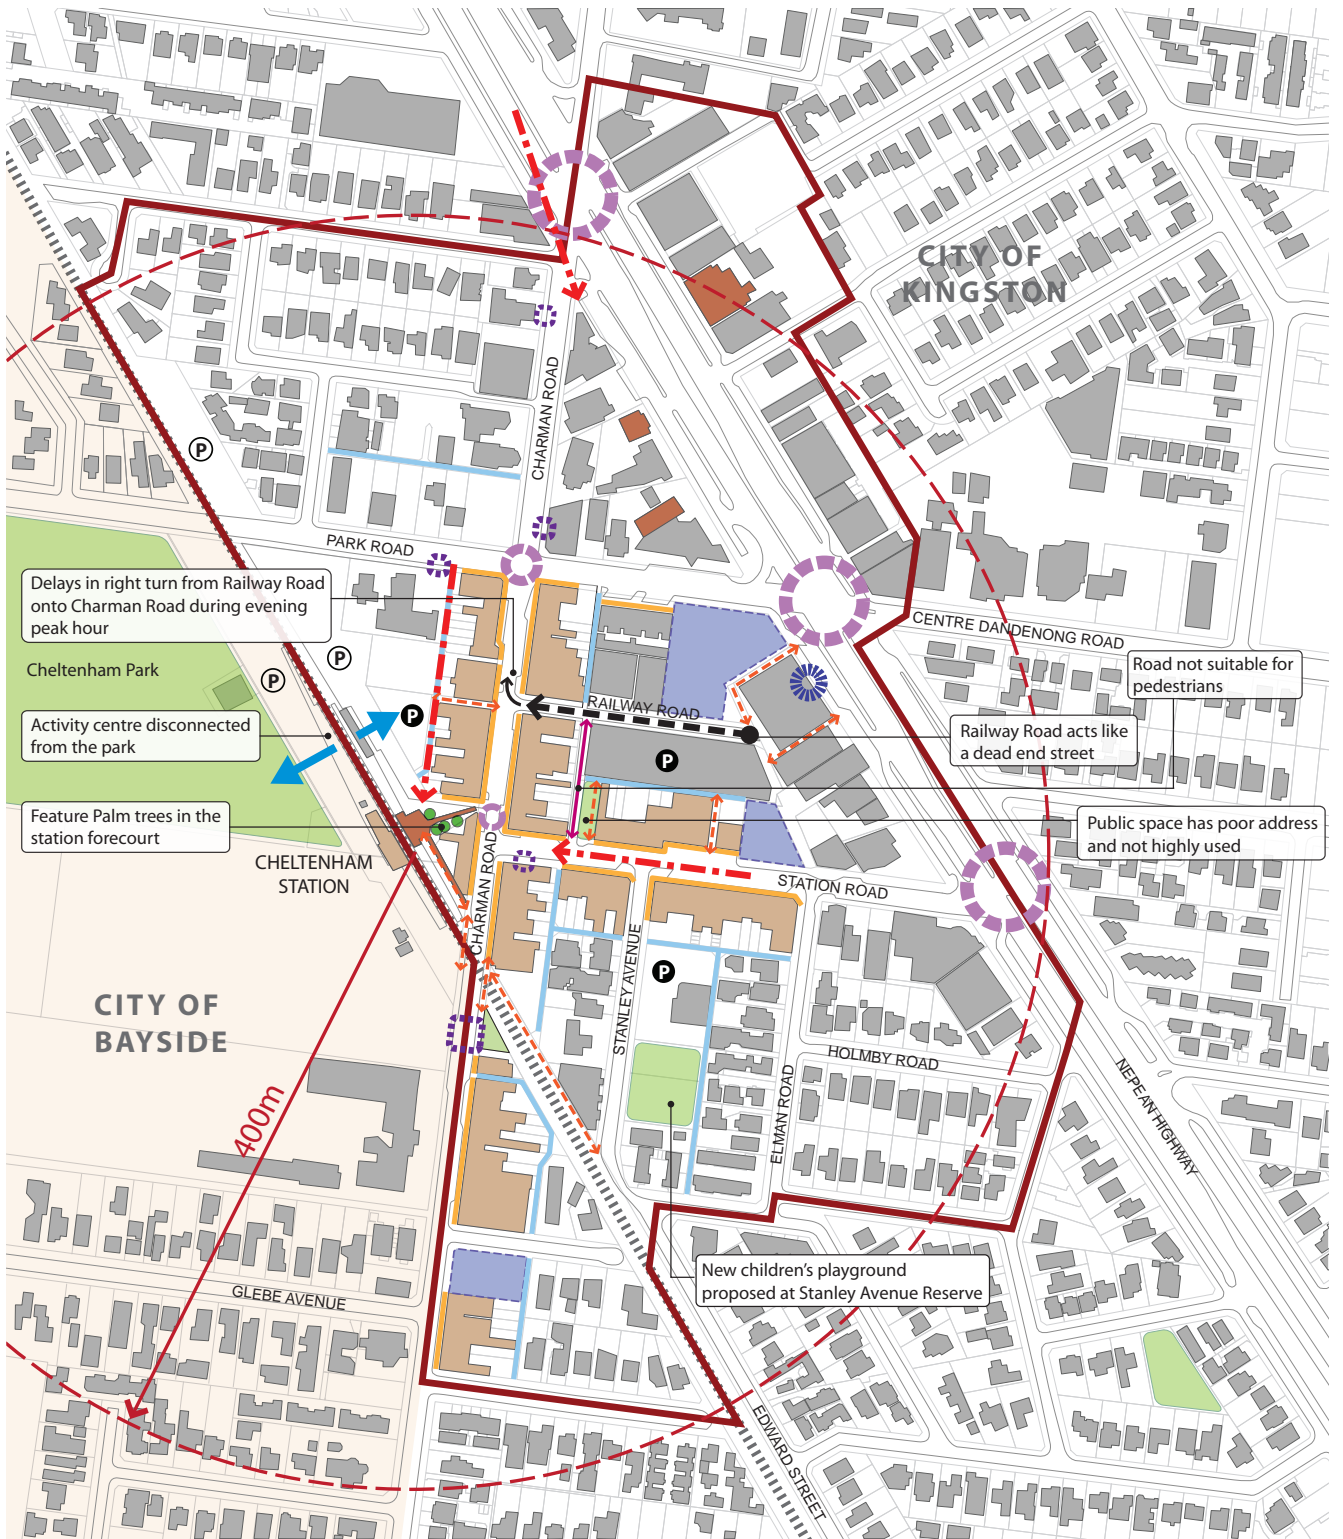 CITY OF
KINGSTON
CHARMAN ROAD
P
PARK ROAD
Delays in right turn from Railway Road
onto Charman Road during evening
peak hour
CENTRE DANDENONG ROAD
Cheltenham Park
P
P
Road not suitable for
pedestrians
RAILWAY ROAD
P
Activity centre disconnected
from the park
Railway Road acts like
a dead end street
P
Feature Palm trees in the
station forecourt
Public space has poor address
and not highly used
CHELTENHAM
STATION
CHARMAN ROAD
STATION ROAD
STANLEY AVENUE
P
CITY OF
BAYSIDE
HOLMBY ROAD
ELMAN ROAD
NEPEAN HIGHWAY
400m
New children's playground
proposed at Stanley Avenue Reserve
GLEBE AVENUE
EDWARD STREET